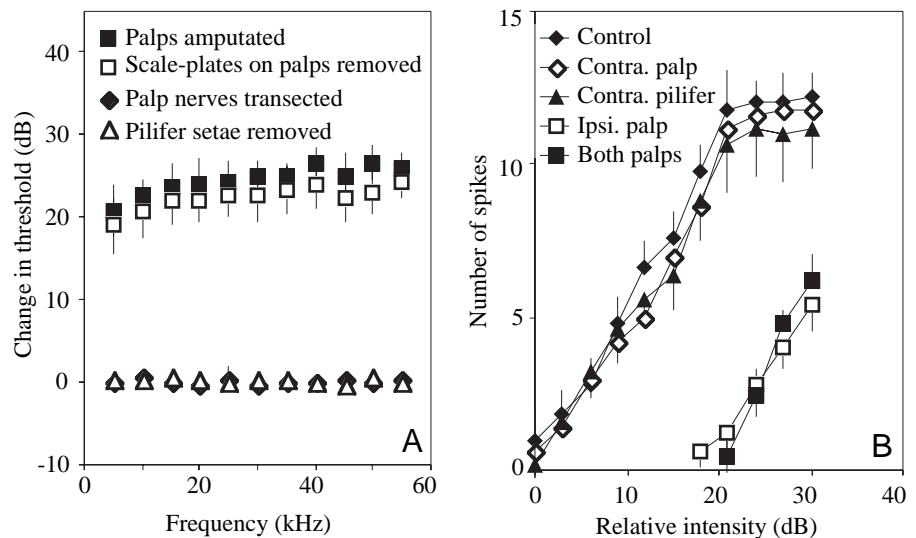 Palps amputated
Scale-plates on palps removed
Palp nerves transected
Pilifer setae removed
Change in threshold (dB)
40
30
20
10
0
-10
0
20
40
60
Frequency (kHz)
A
Control
Contra. palp
Contra. pilifer
Ipsi. palp
Both palps
Number of spikes
15
10
5
0
0
10
20
30
40
Relative intensity (dB)
B